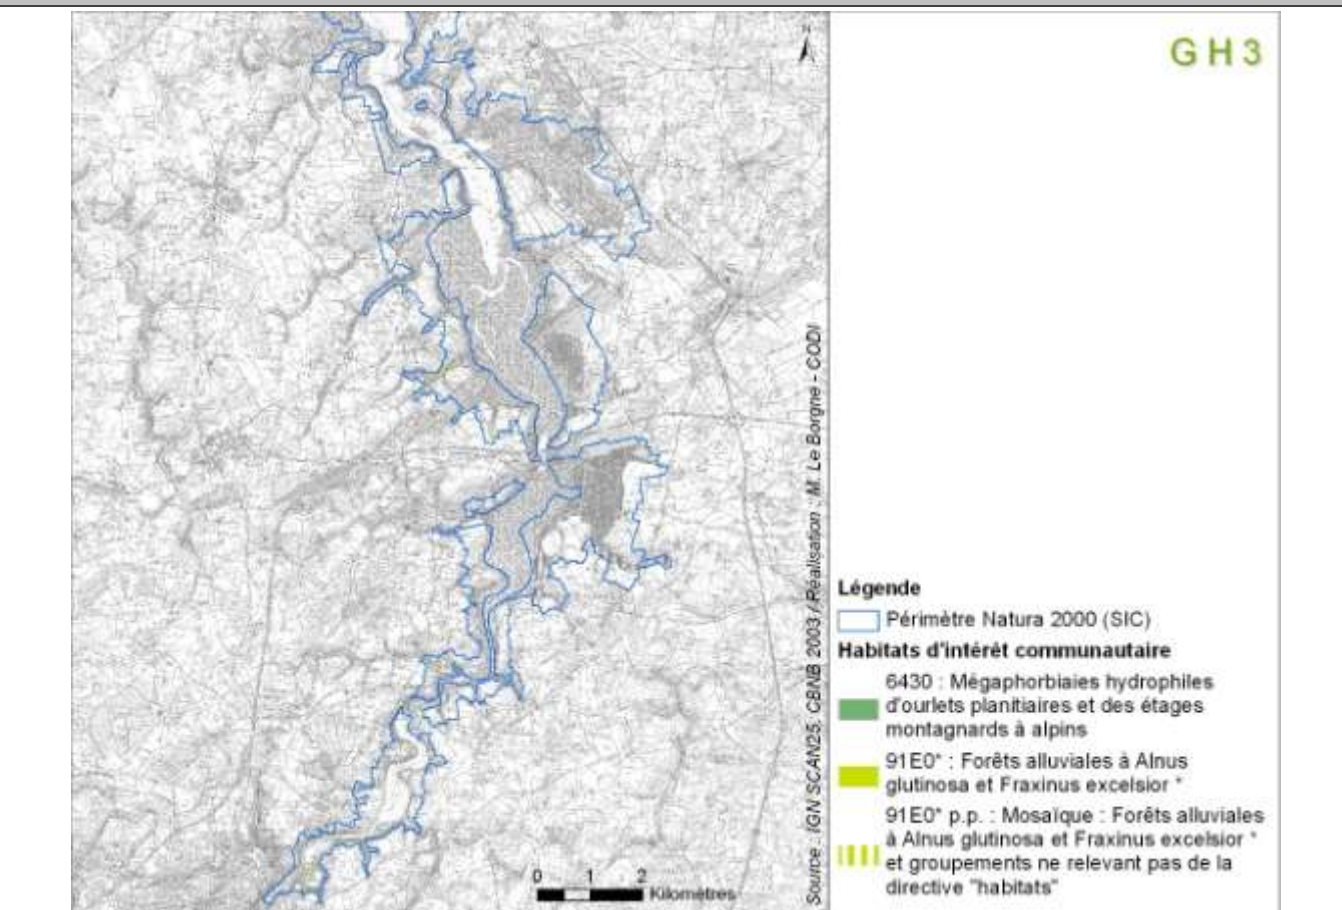 N
GH3
Légende
Périmètre Natura 2000 (SIC)
Habitats d'intérêt communautaire
6430 : Mégaphorbiaies hydrophiles
d'ourlets planitiaires et des étages
montagnards à alpins
91E0* : Forêts alluviales à Alnus
glutinosa et Fraxinus excelsior *
91E0* p.p. : Mosaïque : Forêts alluviales
à Alnus glutinosa et Fraxinus excelsior *
et groupements ne relevant pas de la
directive "habitats"
Source : IGN SCAN25, CBNB 2003 / Réalisation : M. Le Borgne - CODI
0 1 2
Kilomètres